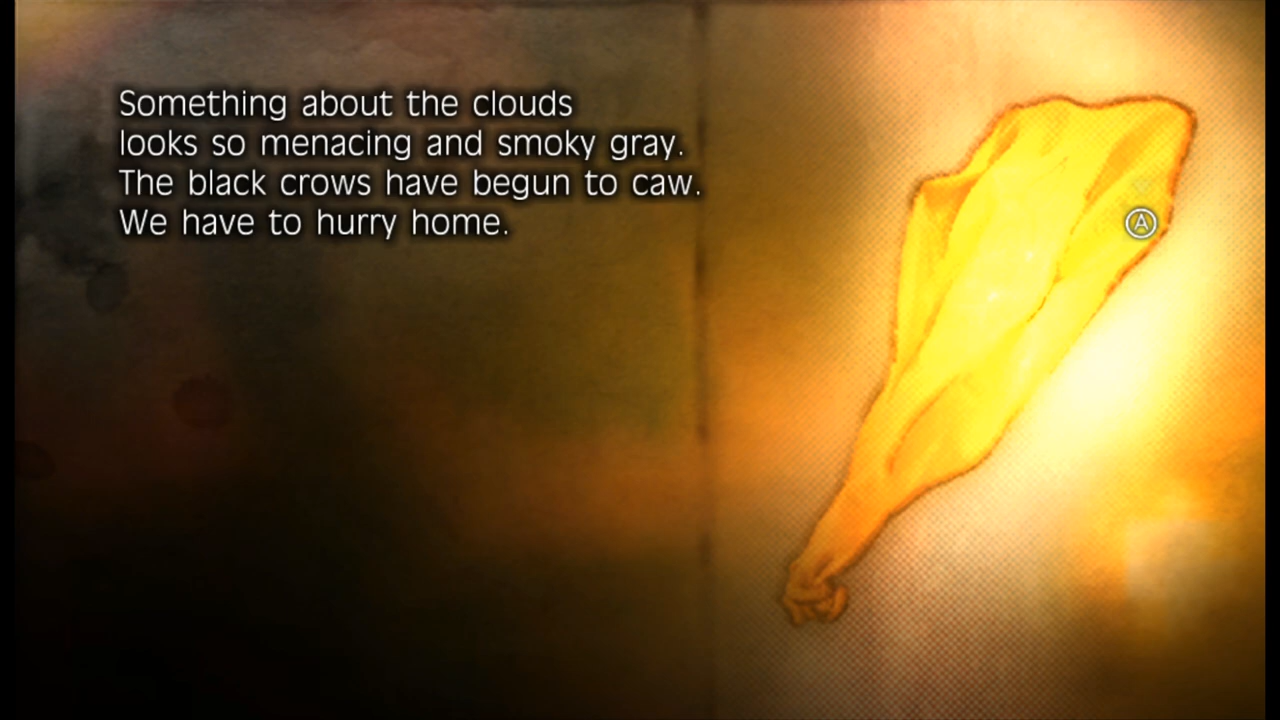 Something about the clouds
looks so menacing and smoky gray.
The black crows have begun to caw.
We have to hurry home.
A